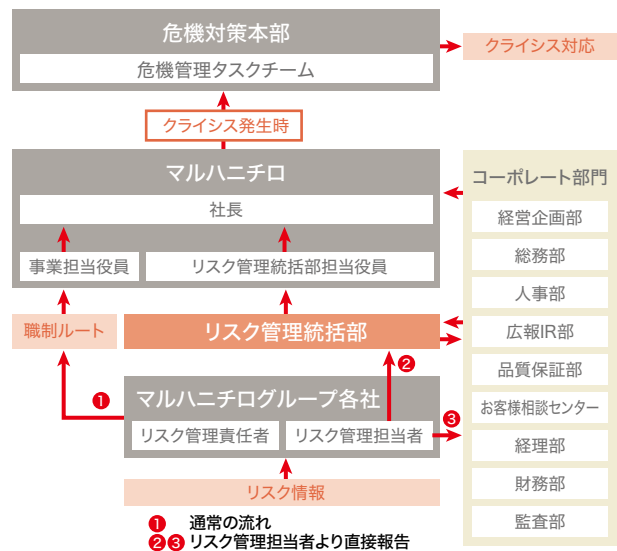 危機対策本部
危機管理タスクチーム
クライシス対応
クライシス発生時
マルハニチロ
社長
事業担当役員
リスク管理統括部担当役員
職制ルート
リスク管理統括部
❶
❷
マルハニチログループ各社
リスク管理責任者
リスク管理担当者
❸
リスク情報
コーポレート部門
経営企画部
総務部
人事部
広報IR部
品質保証部
お客様相談センター
経理部
財務部
監査部
❶ 通常の流れ
❷❸ リスク管理担当者より直接報告